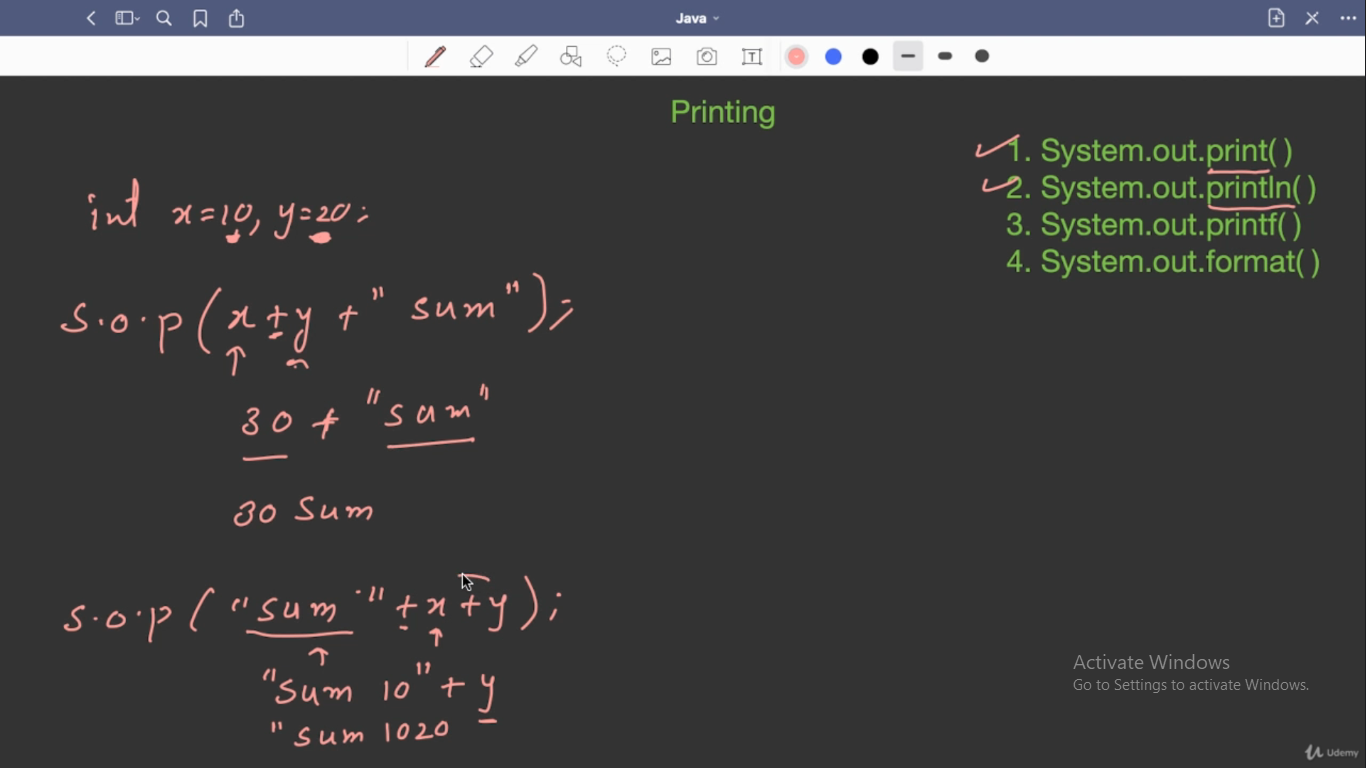 Java
Printing
1. System.out.print( )
2. System.out.println( )
3. System.out.printf( )
4. System.out.format( )
int x=10, y=20;
S.o.p(x+y + " sum");
30 + "sum"
30 Sum
S.o.p("sum " +x+y);
"Sum 10" + y
"sum 1020
Activate Windows
Go to Settings to activate Windows.
Udemy